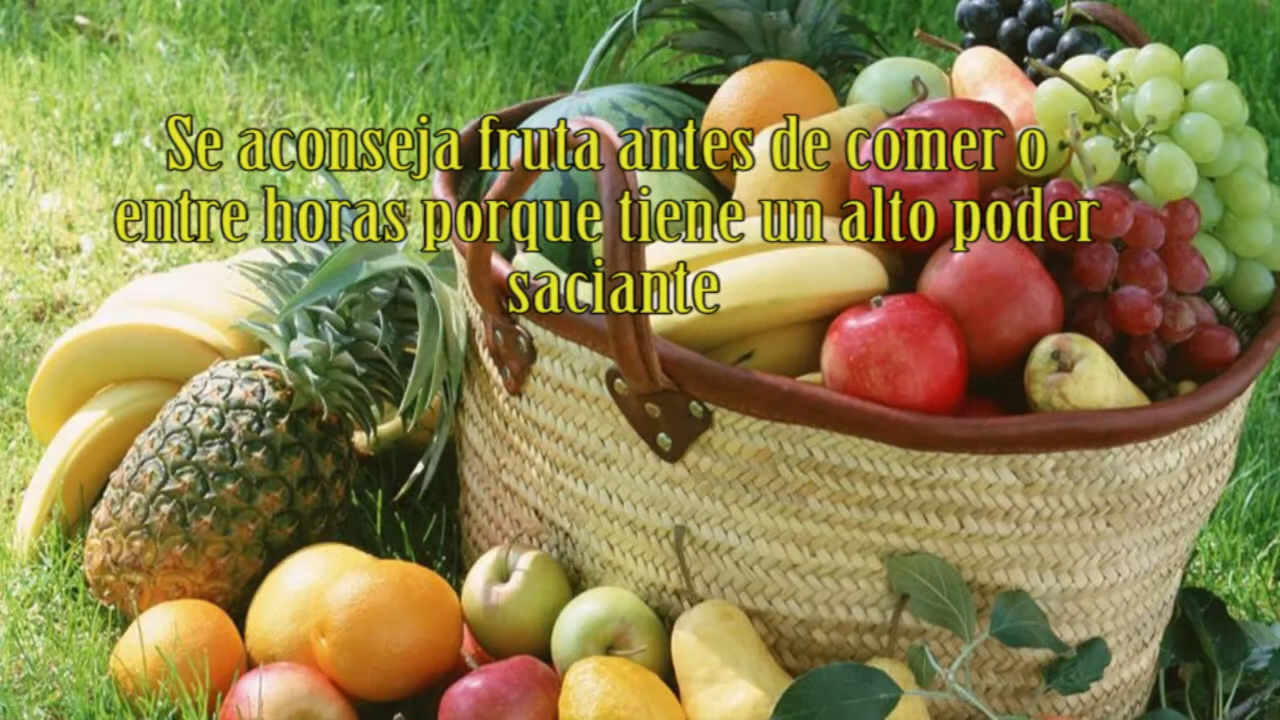 Se aconseja fruta antes de comer o
entre horas porque tiene un alto poder
saciante